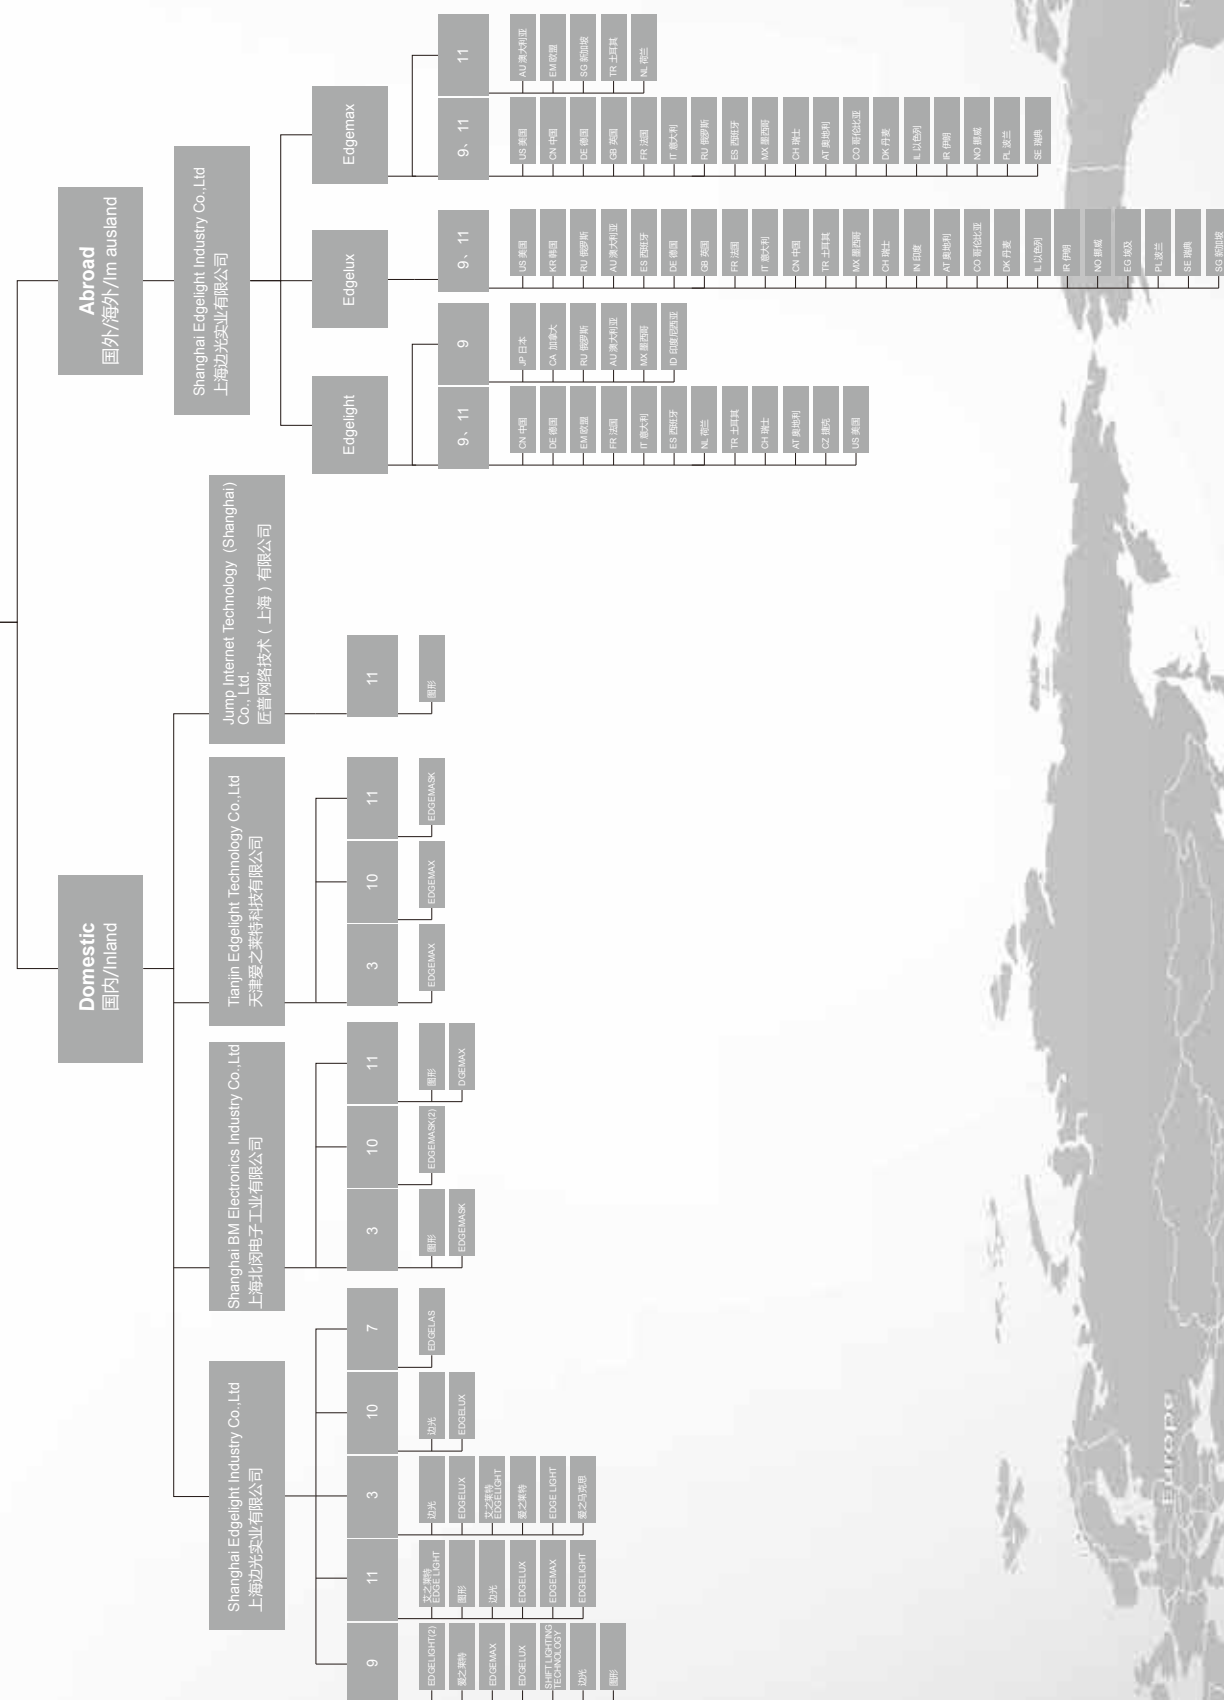 Domestic
国内/Inland
Shanghai Edgelight Industry Co.,Ltd
上海边光实业有限公司
9
EDGELIGHT(2)
爱之莱特
EDGEMAX
EDGELUX
SHIFT LIGHTING
TECHNOLOGY
边光
图形
11
艾之莱特
EDGE LIGHT
图形
边光
EDGELUX
EDGEMAX
EDGELIGHT
3
边光
EDGELUX
艾之莱特
EDGELIGHT
爱之莱特
EDGE LIGHT
爱之马克思
10
边光
EDGELUX
7
EDGELAS
Shanghai BM Electronics Industry Co.,Ltd
上海北闵电子工业有限公司
3
图形
EDGEMASK
10
EDGEMASK(2)
11
图形
DGEMAX
Tianjin Edgelight Technology Co.,Ltd
天津爱之莱特科技有限公司
3
EDGEMAX
10
EDGEMAX
11
EDGEMASK
Jump Internet Technology (Shanghai)
Co., Ltd.
匠普网络技术（上海）有限公司
11
图形
Abroad
国外/海外/Im ausland
Shanghai Edgelight Industry Co.,Ltd
上海边光实业有限公司
Edgelight
9、11
CN 中国
DE 德国
EM 欧盟
FR 法国
IT 意大利
ES 西班牙
NL 荷兰
TR 土耳其
CH 瑞士
AT 奥地利
CZ 捷克
US 美国
9
JP 日本
CA 加拿大
RU 俄罗斯
AU 澳大利亚
MX 墨西哥
ID 印度尼西亚
Edgelux
9、11
US 美国
KR 韩国
RU 俄罗斯
AU 澳大利亚
ES 西班牙
DE 德国
GB 英国
FR 法国
IT 意大利
CN 中国
TR 土耳其
MX 墨西哥
CH 瑞士
IN 印度
AT 奥地利
CO 哥伦比亚
DK 丹麦
IL 以色列
IR 伊朗
NO 挪威
EG 埃及
PL 波兰
SE 瑞典
SG 新加坡
Edgemax
9、11
US 美国
CN 中国
DE 德国
GB 英国
FR 法国
IT 意大利
RU 俄罗斯
ES 西班牙
MX 墨西哥
CH 瑞士
AT 奥地利
CO 哥伦比亚
DK 丹麦
IL 以色列
IR 伊朗
NO 挪威
PL 波兰
SE 瑞典
11
AU 澳大利亚
EM 欧盟
SG 新加坡
TR 土耳其
NL 荷兰
Europe